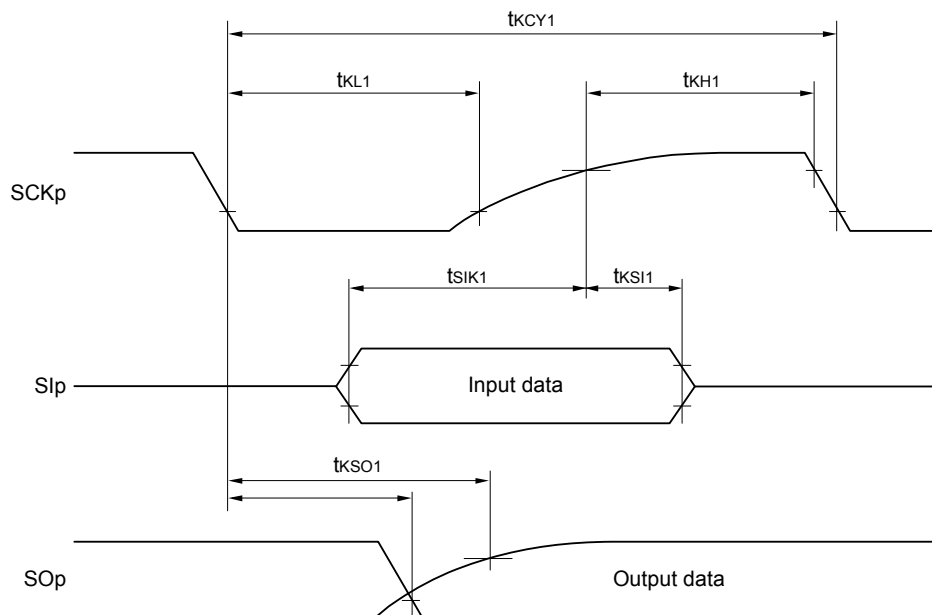 tKCY1
tKL1
tKH1
SCKp
tSIK1
tKSI1
SIp
Input data
tKSO1
SOp
Output data